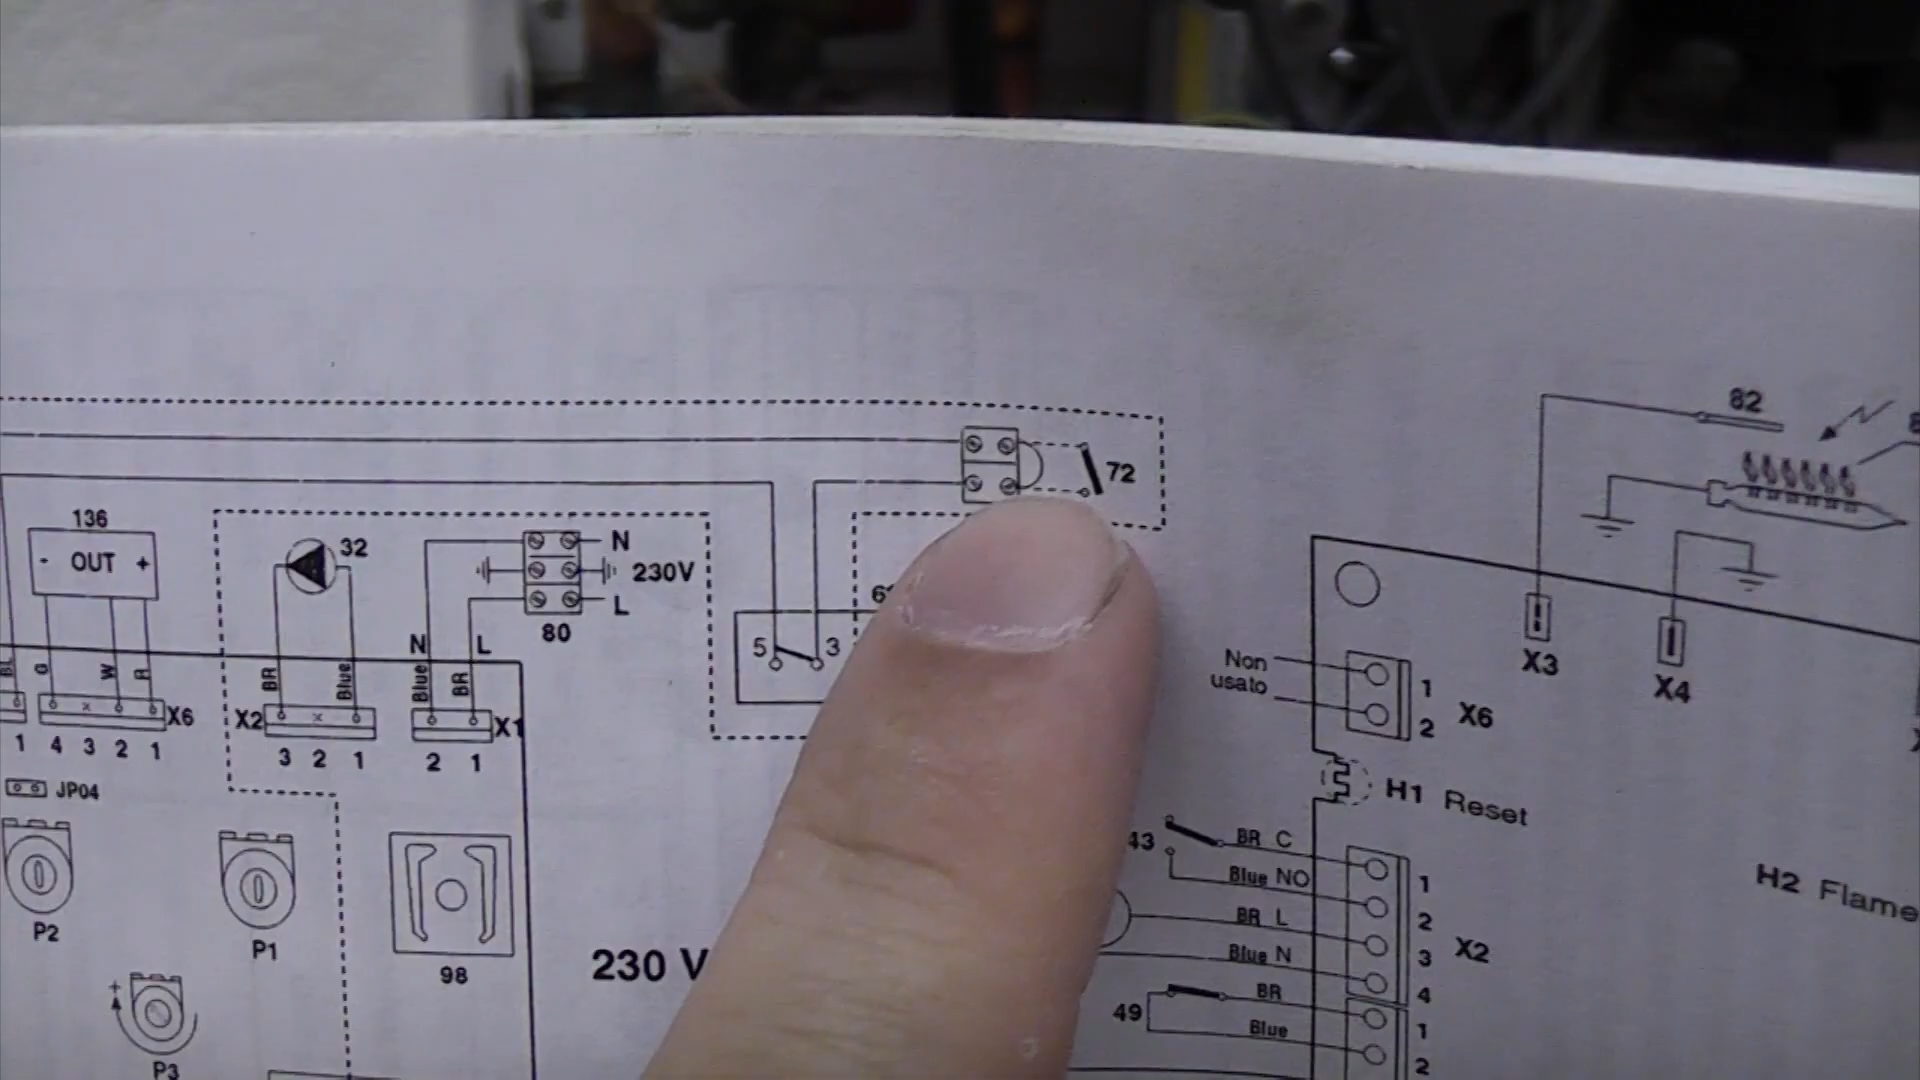 82
72
136
- OUT +
32
N
230V
L
80
N
L
5
3
BR
Blue
Blue
BR
W
X6
X2
X1
1 4 3 2 1
3 2 1
2 1
JP04
P2
P1
98
230 V
P3
+
X3
X4
Non
usato
1
2
X6
H1 Reset
H2 Flame
43
BR C
Blue NO
BR L
Blue N
1
2
3
4
X2
49
BR
Blue
1
2